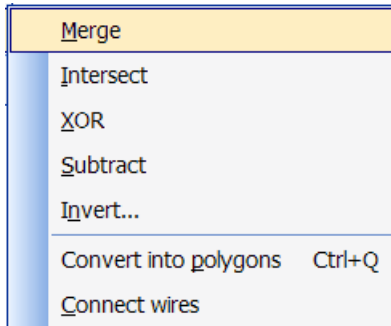 Merge
Intersect
XOR
Subtract
Invert...
Convert into polygons Ctrl+Q
Connect wires